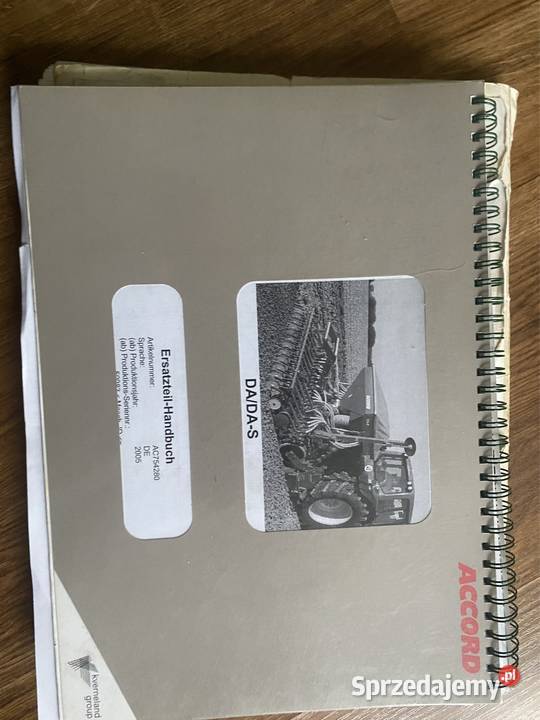 ACCORD
DA/DA-S
Ersatzteil-Handbuch
Artikelnummer: AC754280
Sprache: DE
(ab) Produktionsjahr: 2005
(ab) Produktions-Seriennr.:
kverneland
group
Sprzedajemy.pl